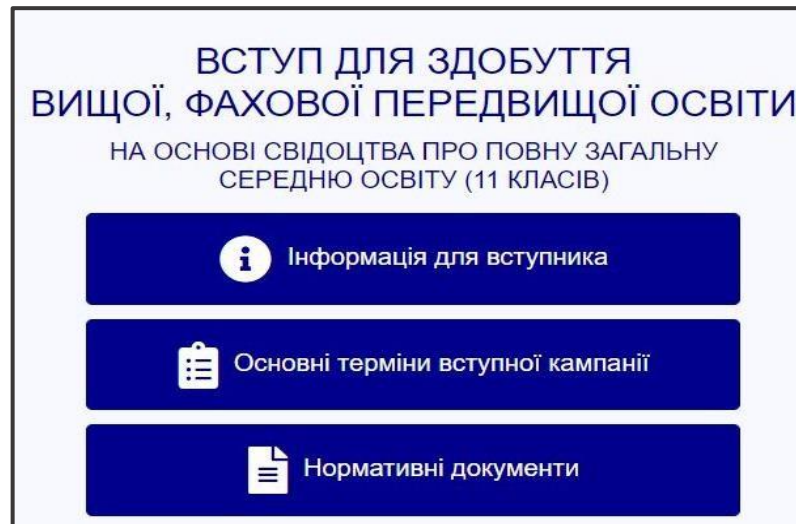 ВСТУП ДЛЯ ЗДОБУТТЯ
ВИЩОЇ, ФАХОВОЇ ПЕРЕДВИЩОЇ ОСВІТИ
НА ОСНОВІ СВІДОЦТВА ПРО ПОВНУ ЗАГАЛЬНУ
СЕРЕДНЮ ОСВІТУ (11 КЛАСІВ)
Інформація для вступника
Основні терміни вступної кампанії
Нормативні документи